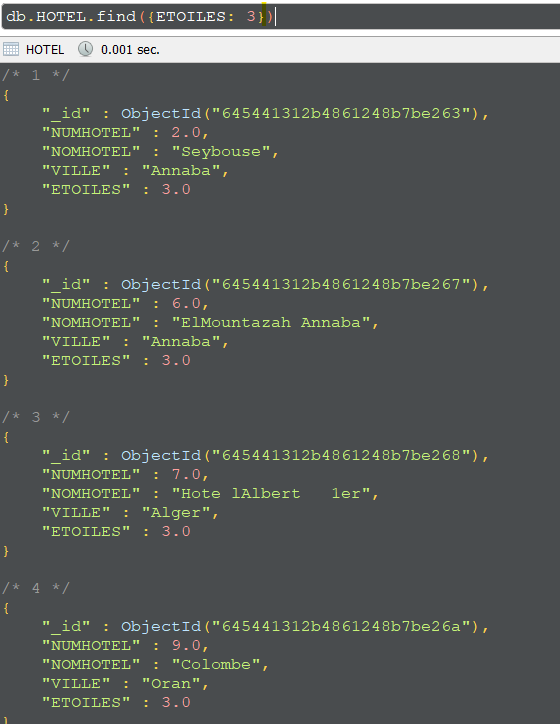 db.HOTEL.find({ETOILES: 3})
HOTEL 0.001 sec.
/* 1 */
{
"_id" : ObjectId("645441312b4861248b7be263"),
"NUMHOTEL" : 2.0,
"NOMHOTEL" : "Seybouse",
"VILLE" : "Annaba",
"ETOILES" : 3.0
}
/* 2 */
{
"_id" : ObjectId("645441312b4861248b7be267"),
"NUMHOTEL" : 6.0,
"NOMHOTEL" : "ElMountazah Annaba",
"VILLE" : "Annaba",
"ETOILES" : 3.0
}
/* 3 */
{
"_id" : ObjectId("645441312b4861248b7be268"),
"NUMHOTEL" : 7.0,
"NOMHOTEL" : "Hote lAlbert   1er",
"VILLE" : "Alger",
"ETOILES" : 3.0
}
/* 4 */
{
"_id" : ObjectId("645441312b4861248b7be26a"),
"NUMHOTEL" : 9.0,
"NOMHOTEL" : "Colombe",
"VILLE" : "Oran",
"ETOILES" : 3.0
}